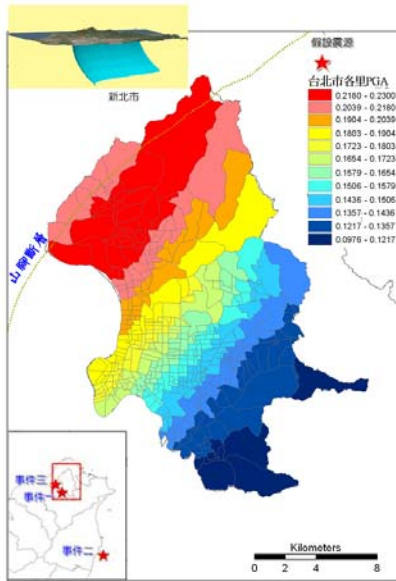 新北市
假設震源
台北市各里PGA
0.2180 - 0.2300
0.2039 - 0.2180
0.1904 - 0.2039
0.1803 - 0.1904
0.1723 - 0.1803
0.1654 - 0.1723
0.1579 - 0.1654
0.1506 - 0.1579
0.1436 - 0.1506
0.1357 - 0.1436
0.1217 - 0.1357
0.0976 - 0.1217
山腳斷層
事件三
事件一
事件二
Kilometers
0 2 4 8